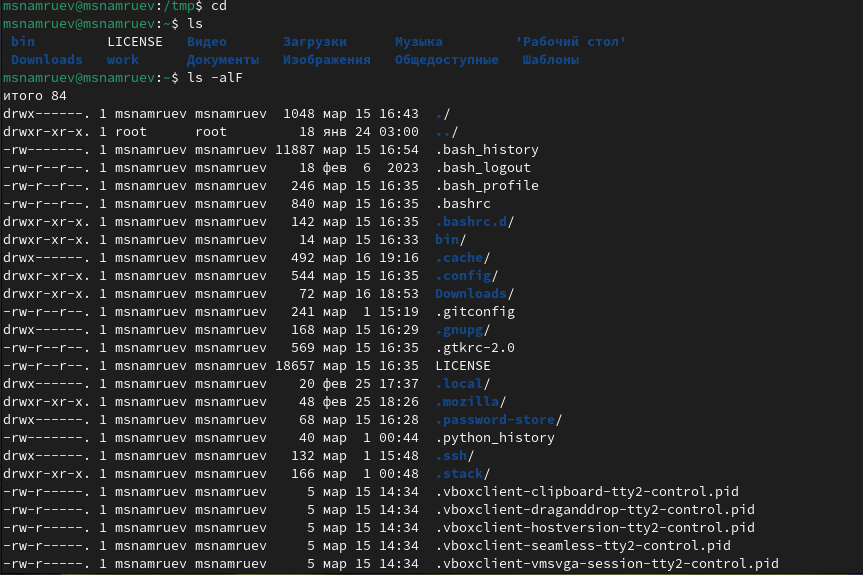 msnamruev@msnamruev:/tmp$ cd
msnamruev@msnamruev:~$ ls
bin LICENSE Видео Загрузки Музыка 'Рабочий стол'
Downloads work Документы Изображения Общедоступные Шаблоны
msnamruev@msnamruev:~$ ls -alF
итого 84
drwx------. 1 msnamruev msnamruev 1048 мар 15 16:43 ./
drwxr-xr-x. 1 root root 18 янв 24 03:00 ../
-rw-------. 1 msnamruev msnamruev 11887 мар 15 16:54 .bash_history
-rw-r--r--. 1 msnamruev msnamruev 18 фев 6 2023 .bash_logout
-rw-r--r--. 1 msnamruev msnamruev 246 мар 15 16:35 .bash_profile
-rw-r--r--. 1 msnamruev msnamruev 840 мар 15 16:35 .bashrc
drwxr-xr-x. 1 msnamruev msnamruev 142 мар 15 16:35 .bashrc.d/
drwxr-xr-x. 1 msnamruev msnamruev 14 мар 15 16:33 bin/
drwx------. 1 msnamruev msnamruev 492 мар 16 19:16 .cache/
drwxr-xr-x. 1 msnamruev msnamruev 544 мар 15 16:35 .config/
drwxr-xr-x. 1 msnamruev msnamruev 72 мар 16 18:53 Downloads/
-rw-r--r--. 1 msnamruev msnamruev 241 мар 1 15:19 .gitconfig
drwx------. 1 msnamruev msnamruev 168 мар 15 16:29 .gnupg/
-rw-r--r--. 1 msnamruev msnamruev 569 мар 15 16:35 .gtkrc-2.0
-rw-r--r--. 1 msnamruev msnamruev 18657 мар 15 16:35 LICENSE
drwx------. 1 msnamruev msnamruev 20 фев 25 17:37 .local/
drwxr-xr-x. 1 msnamruev msnamruev 48 фев 25 18:26 .mozilla/
drwx------. 1 msnamruev msnamruev 68 мар 15 16:28 .password-store/
-rw-------. 1 msnamruev msnamruev 40 мар 1 00:44 .python_history
drwx------. 1 msnamruev msnamruev 132 мар 1 15:48 .ssh/
drwxr-xr-x. 1 msnamruev msnamruev 166 мар 1 00:48 .stack/
-rw-r-----. 1 msnamruev msnamruev 5 мар 15 14:34 .vboxclient-clipboard-tty2-control.pid
-rw-r-----. 1 msnamruev msnamruev 5 мар 15 14:34 .vboxclient-draganddrop-tty2-control.pid
-rw-r-----. 1 msnamruev msnamruev 5 мар 15 14:34 .vboxclient-hostversion-tty2-control.pid
-rw-r-----. 1 msnamruev msnamruev 5 мар 15 14:34 .vboxclient-seamless-tty2-control.pid
-rw-r-----. 1 msnamruev msnamruev 5 мар 15 14:34 .vboxclient-vmsvga-session-tty2-control.pid